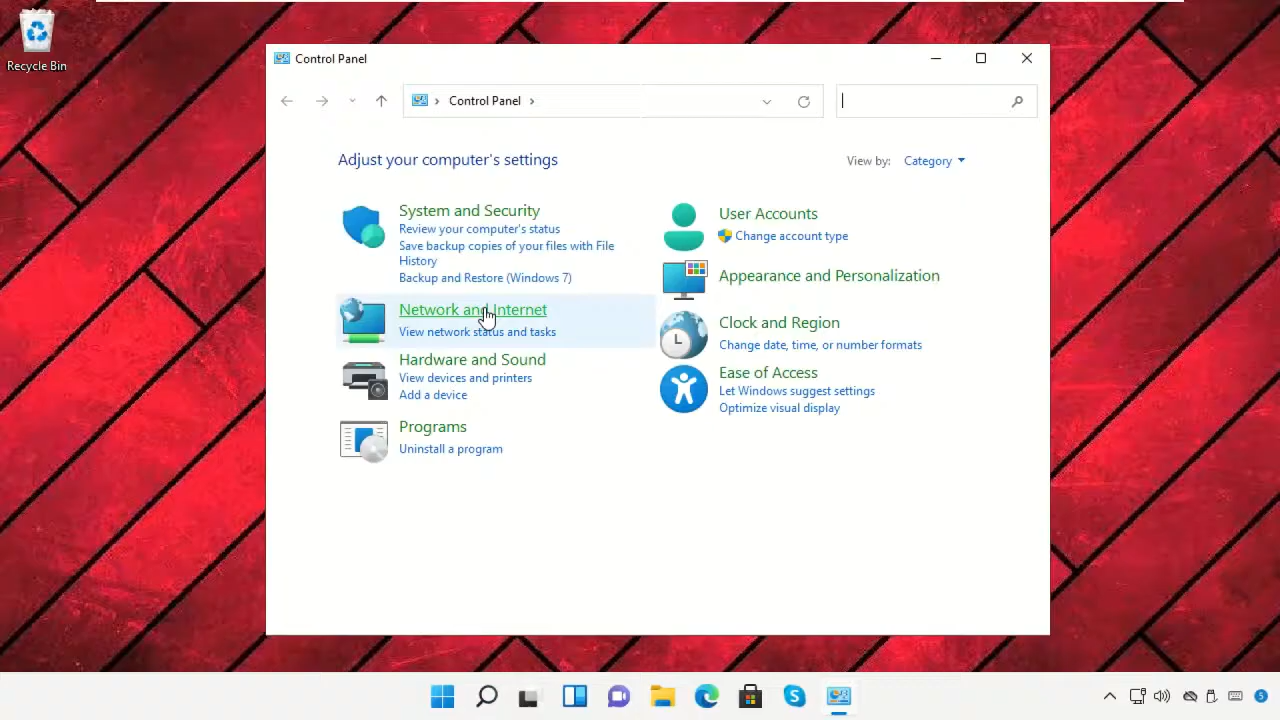 Recycle Bin
Control Panel
Control Panel
Adjust your computer's settings
View by: Category
System and Security
Review your computer's status
Save backup copies of your files with File
History
Backup and Restore (Windows 7)
Network and Internet
View network status and tasks
Hardware and Sound
View devices and printers
Add a device
Programs
Uninstall a program
User Accounts
Change account type
Appearance and Personalization
Clock and Region
Change date, time, or number formats
Ease of Access
Let Windows suggest settings
Optimize visual display
5